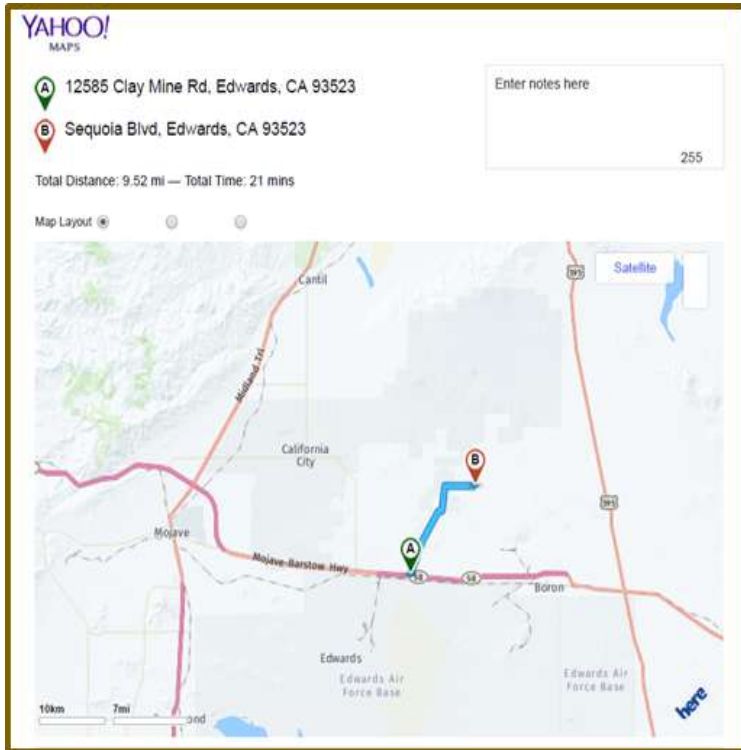 YAHOO!
MAPS
A 12585 Clay Mine Rd, Edwards, CA 93523
B Sequoia Blvd, Edwards, CA 93523
Enter notes here
255
Total Distance: 9.52 mi — Total Time: 21 mins
Map Layout
Satellite
395
Cantil
Midland Trl
California
City
B
395
Mojave
A
Mojave Barstow Hwy
58
58
Boron
Edwards
Edwards Air
Force Base
Edwards Air
Force Base
10km
7mi
ond
here